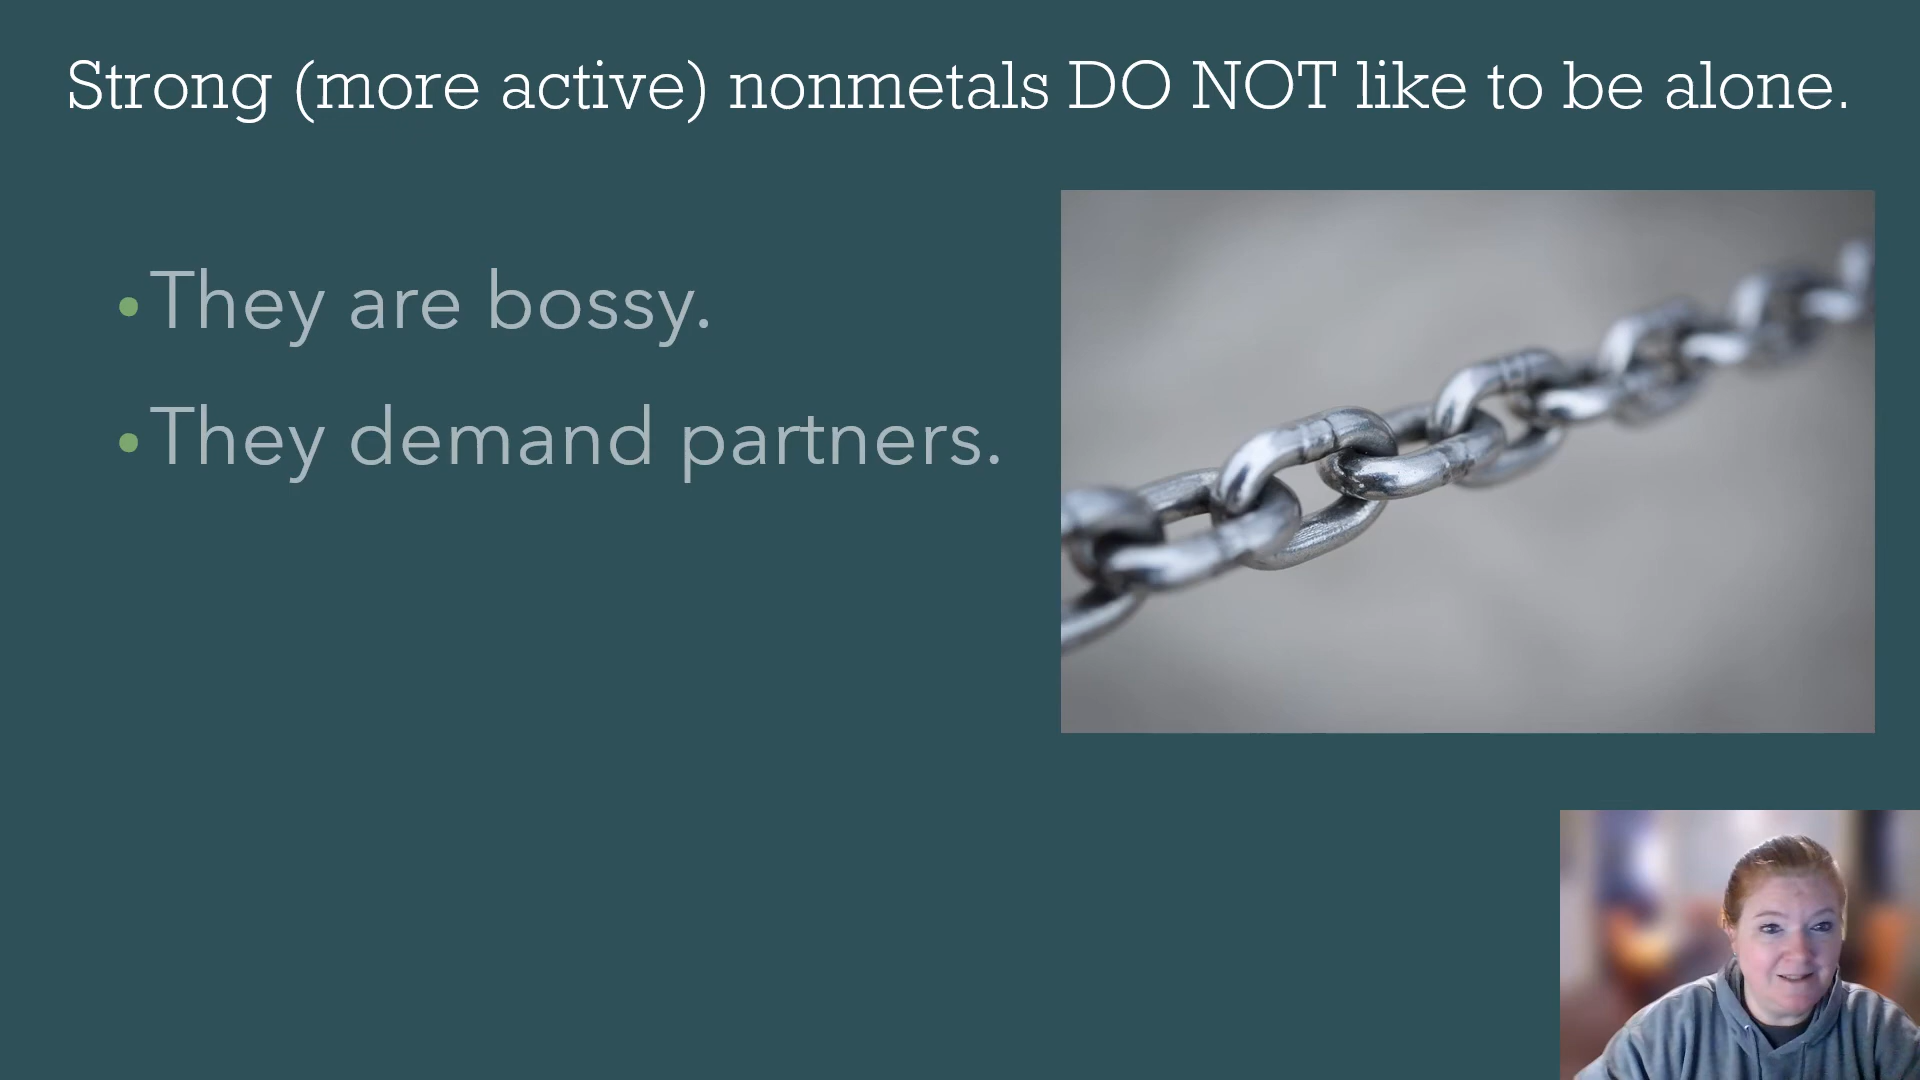 Strong (more active) nonmetals DO NOT like to be alone.
•They are bossy.
•They demand partners.